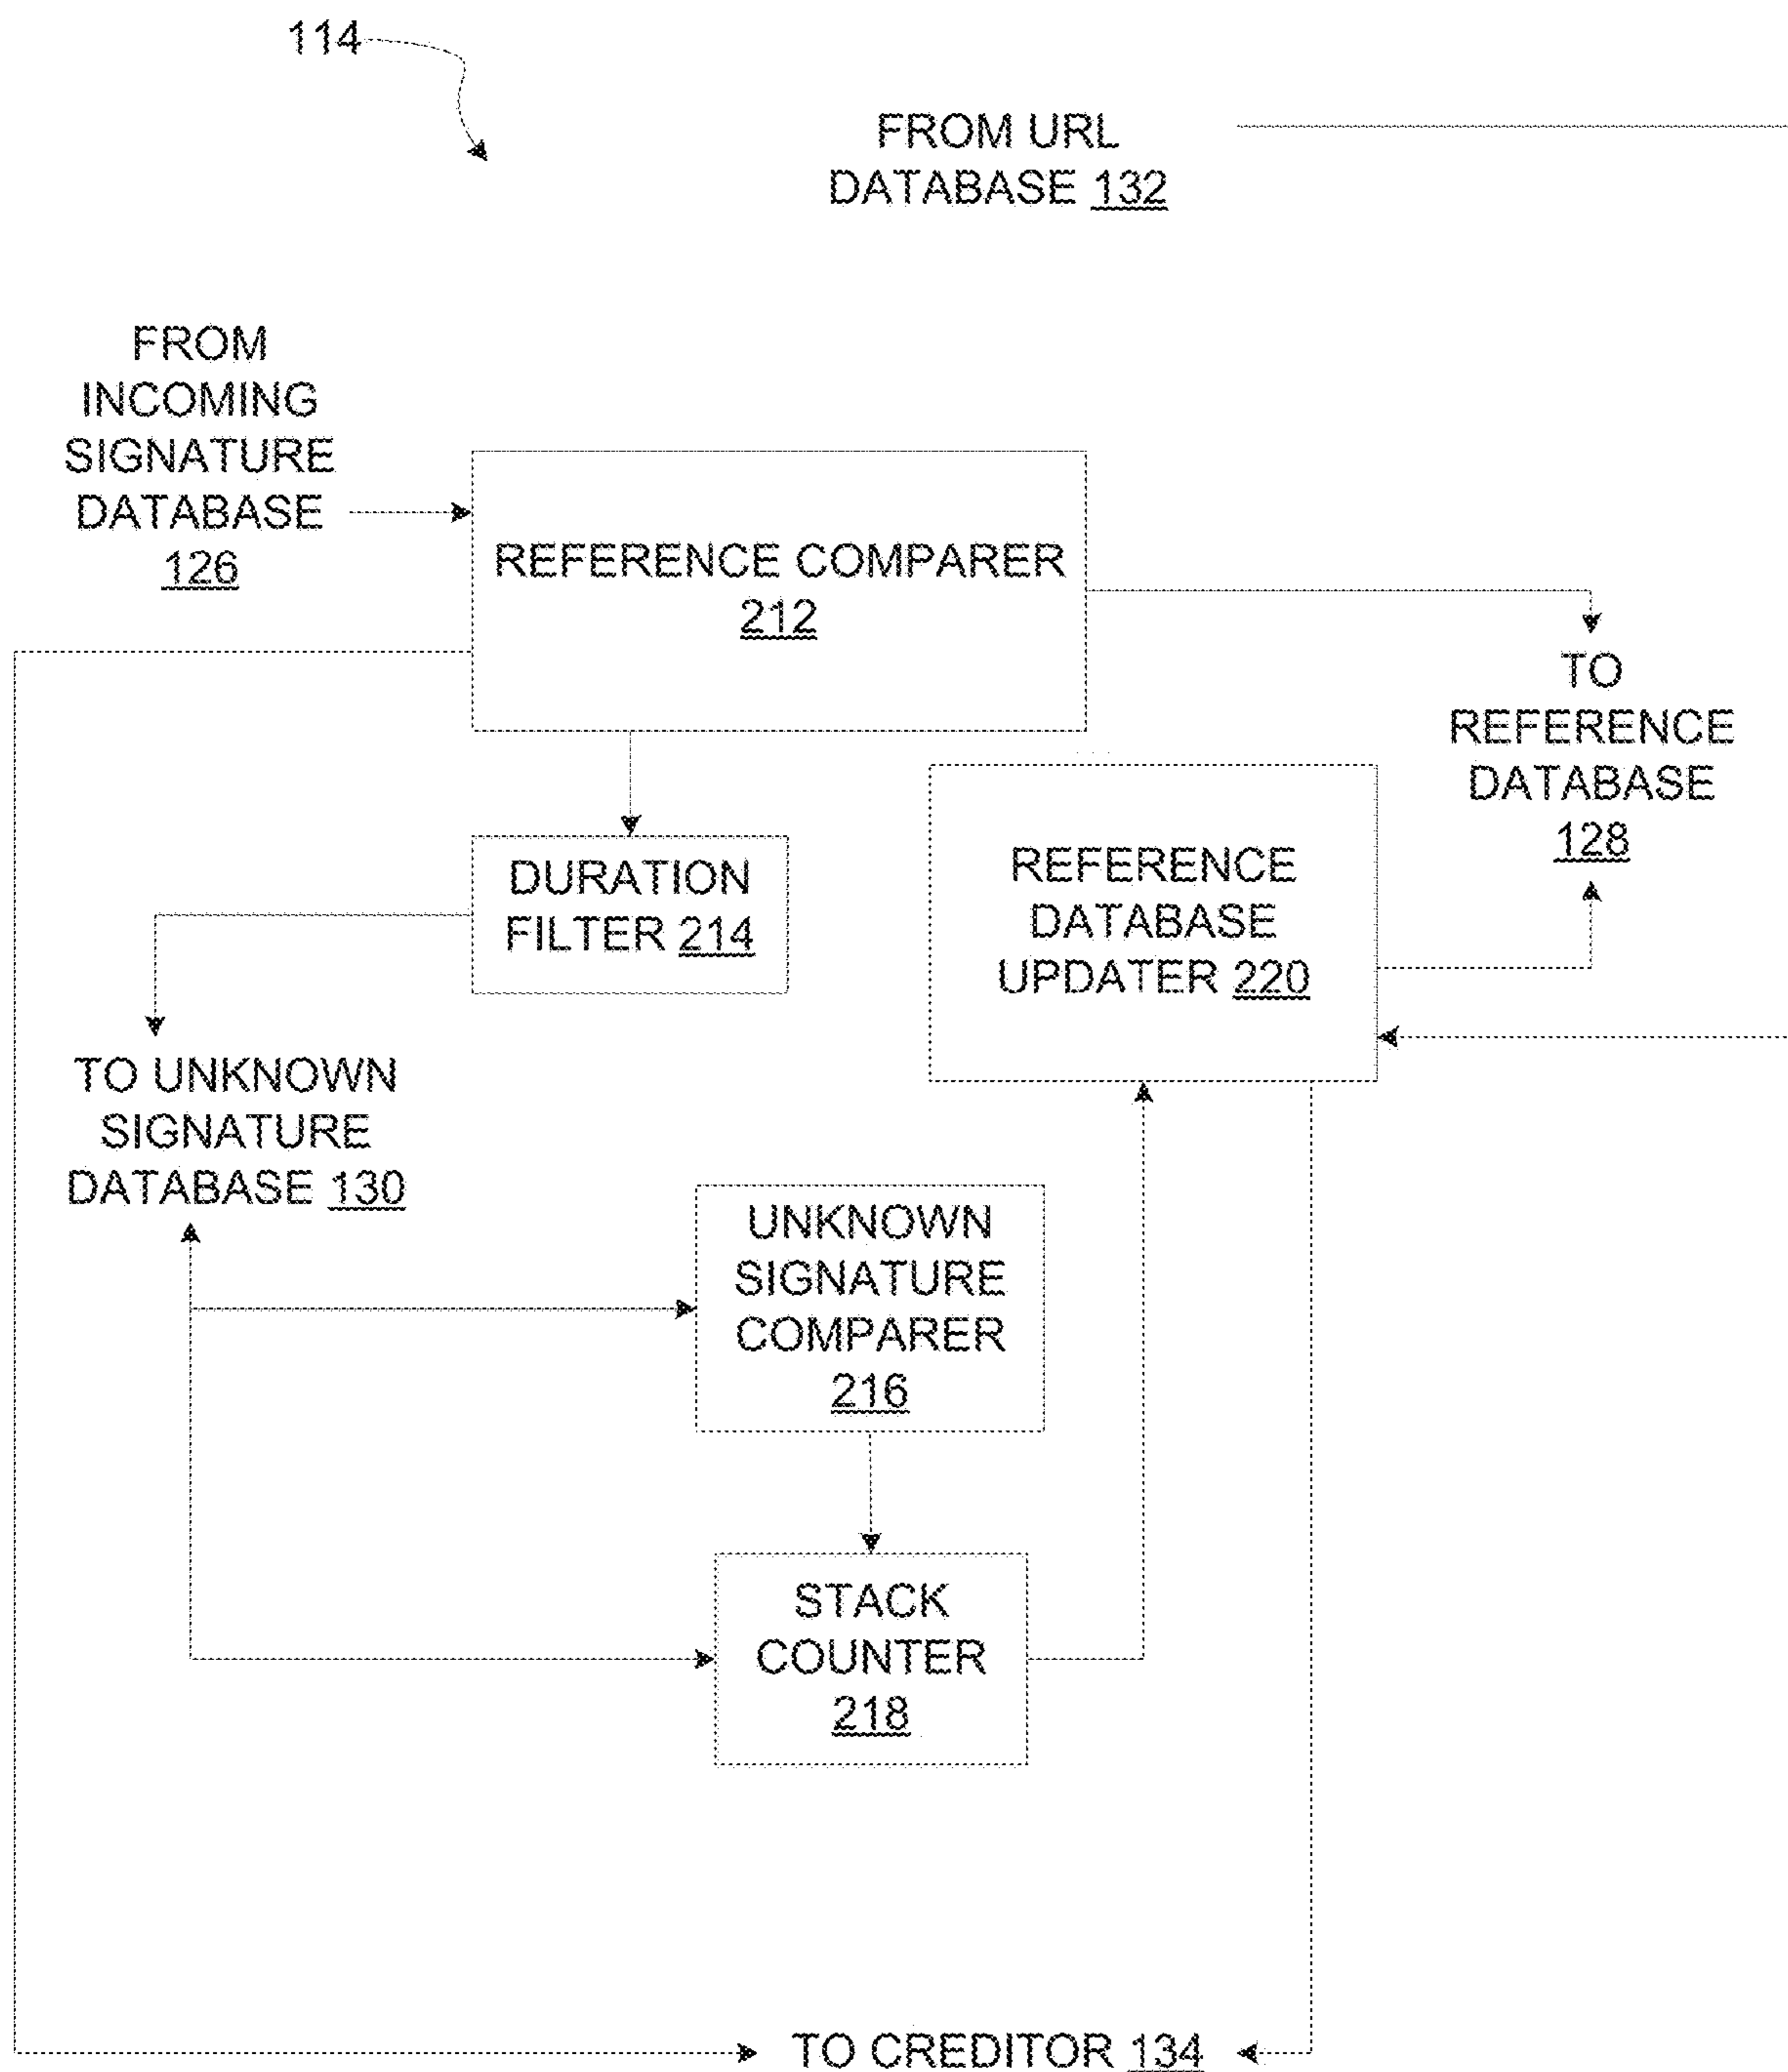 114
FROM URL
DATABASE 132
FROM
INCOMING
SIGNATURE
DATABASE
126
REFERENCE COMPARER
212
TO
REFERENCE
DATABASE
128
DURATION
FILTER 214
REFERENCE
DATABASE
UPDATER 220
TO UNKNOWN
SIGNATURE
DATABASE 130
UNKNOWN
SIGNATURE
COMPARER
216
STACK
COUNTER
218
TO CREDITOR 134